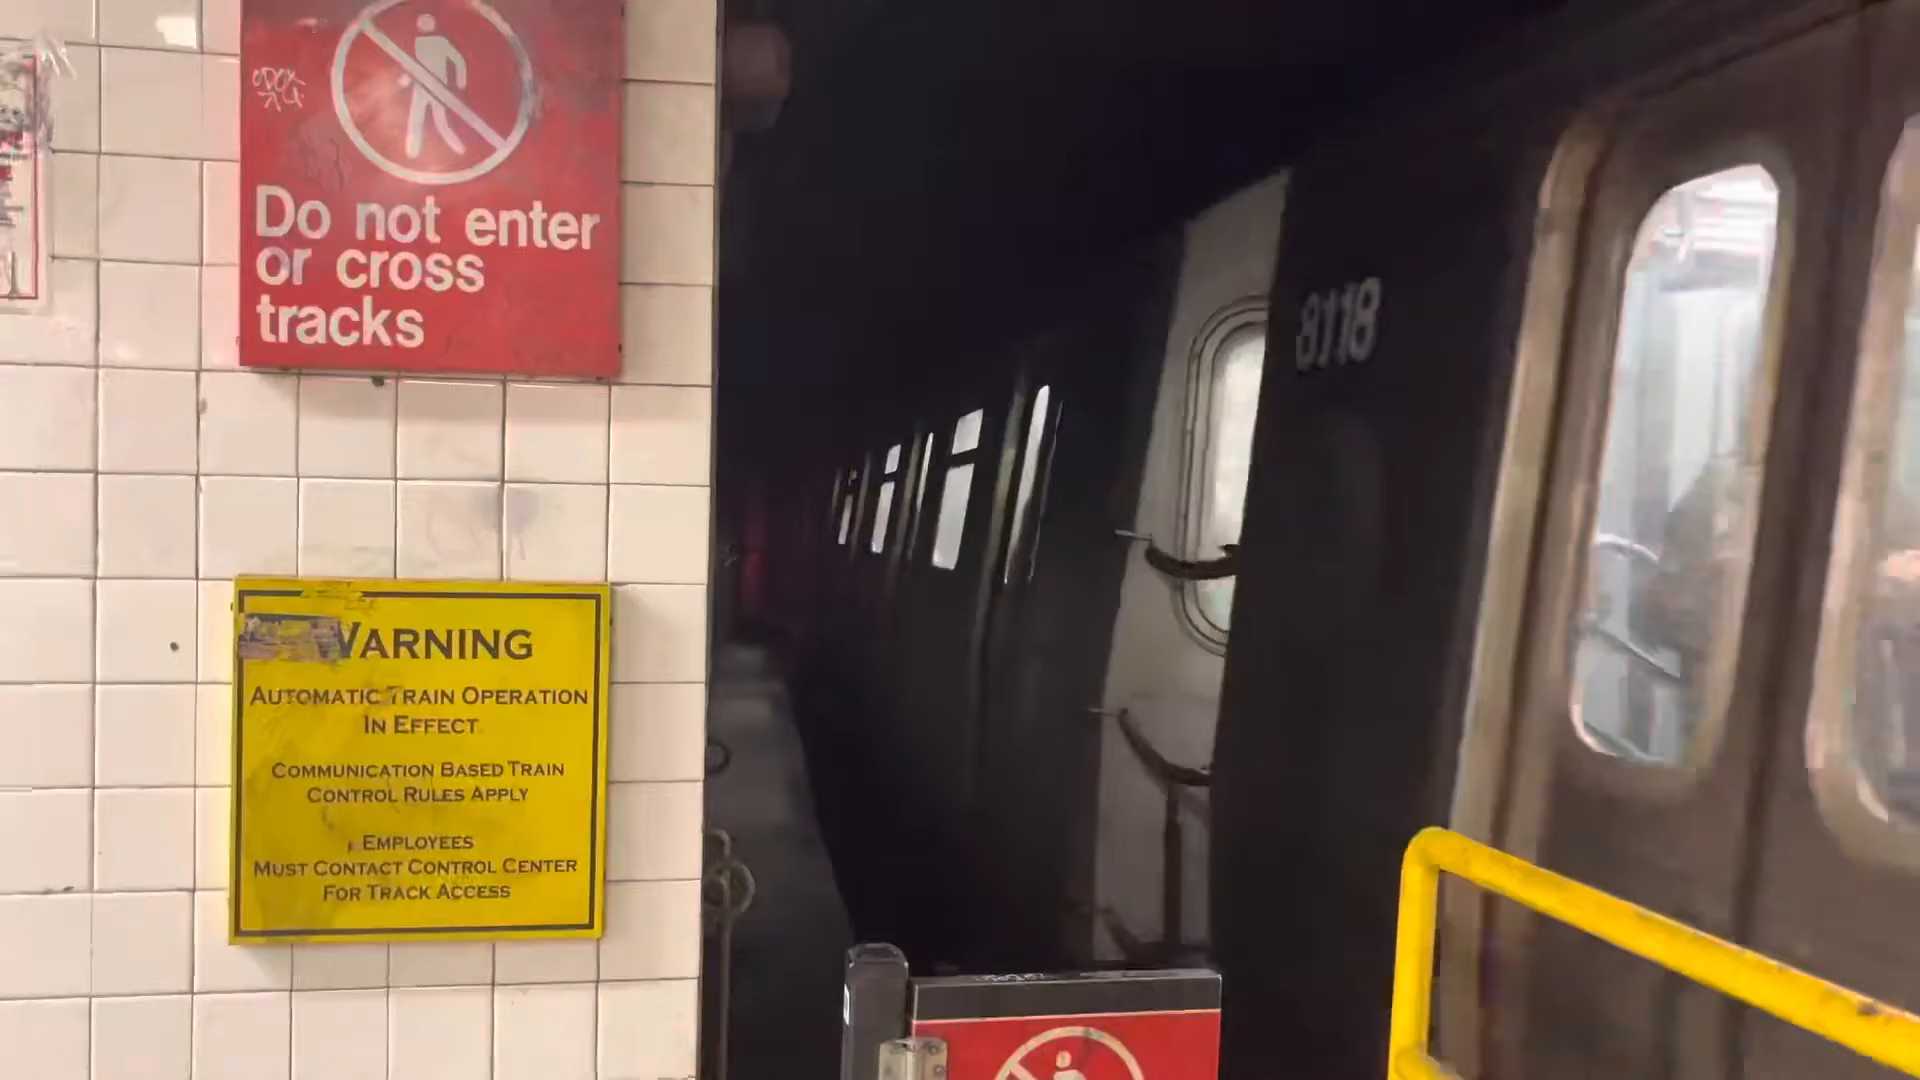 Do not enter
or cross
tracks
8118
WARNING
AUTOMATIC TRAIN OPERATION
IN EFFECT
COMMUNICATION BASED TRAIN
CONTROL RULES APPLY
EMPLOYEES
MUST CONTACT CONTROL CENTER
FOR TRACK ACCESS